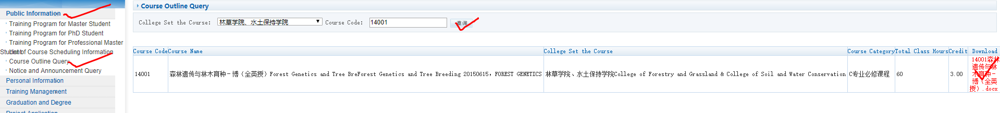 Public Information
Training Program for Master Student
Training Program for PhD Student
Training Program for Professional Master
Student
List of Course Scheduling Information
Course Outline Query
Notice and Announcement Query
Personal Information
Training Management
Graduation and Degree
Project Application
Course Outline Query
College Set the Course: 林草学院、水土保持学院 Course Code: 14001 查询
Course Code Course Name College Set the Course Course Category Total Class Hours Credit Download
14001 森林遗传与林木育种－博（全英授）Forest Genetics and Tree BreForest Genetics and Tree Breeding 20150615, FOREST GENETICS 林草学院、水土保持学院College of Forestry and Grassland & College of Soil and Water Conservation C专业必修课程 60 3.00
14001森林
遗传与林
木育种－
博（全英
授）.docx